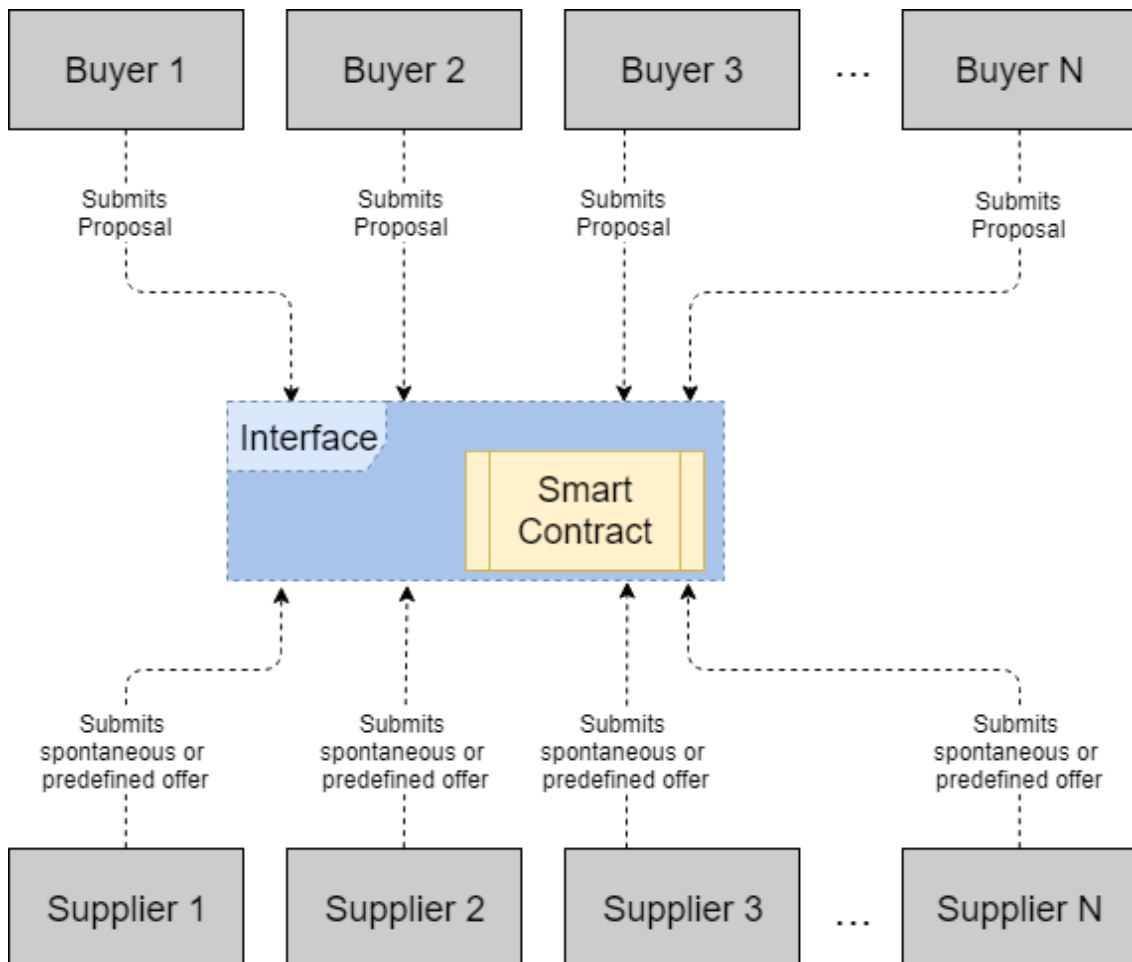 Buyer 1
Buyer 2
Buyer 3
...
Buyer N
Submits
Proposal
Submits
Proposal
Submits
Proposal
Submits
Proposal
Interface
Smart
Contract
Submits
spontaneous or
predefined offer
Submits
spontaneous or
predefined offer
Submits
spontaneous or
predefined offer
Submits
spontaneous or
predefined offer
Supplier 1
Supplier 2
Supplier 3
...
Supplier N